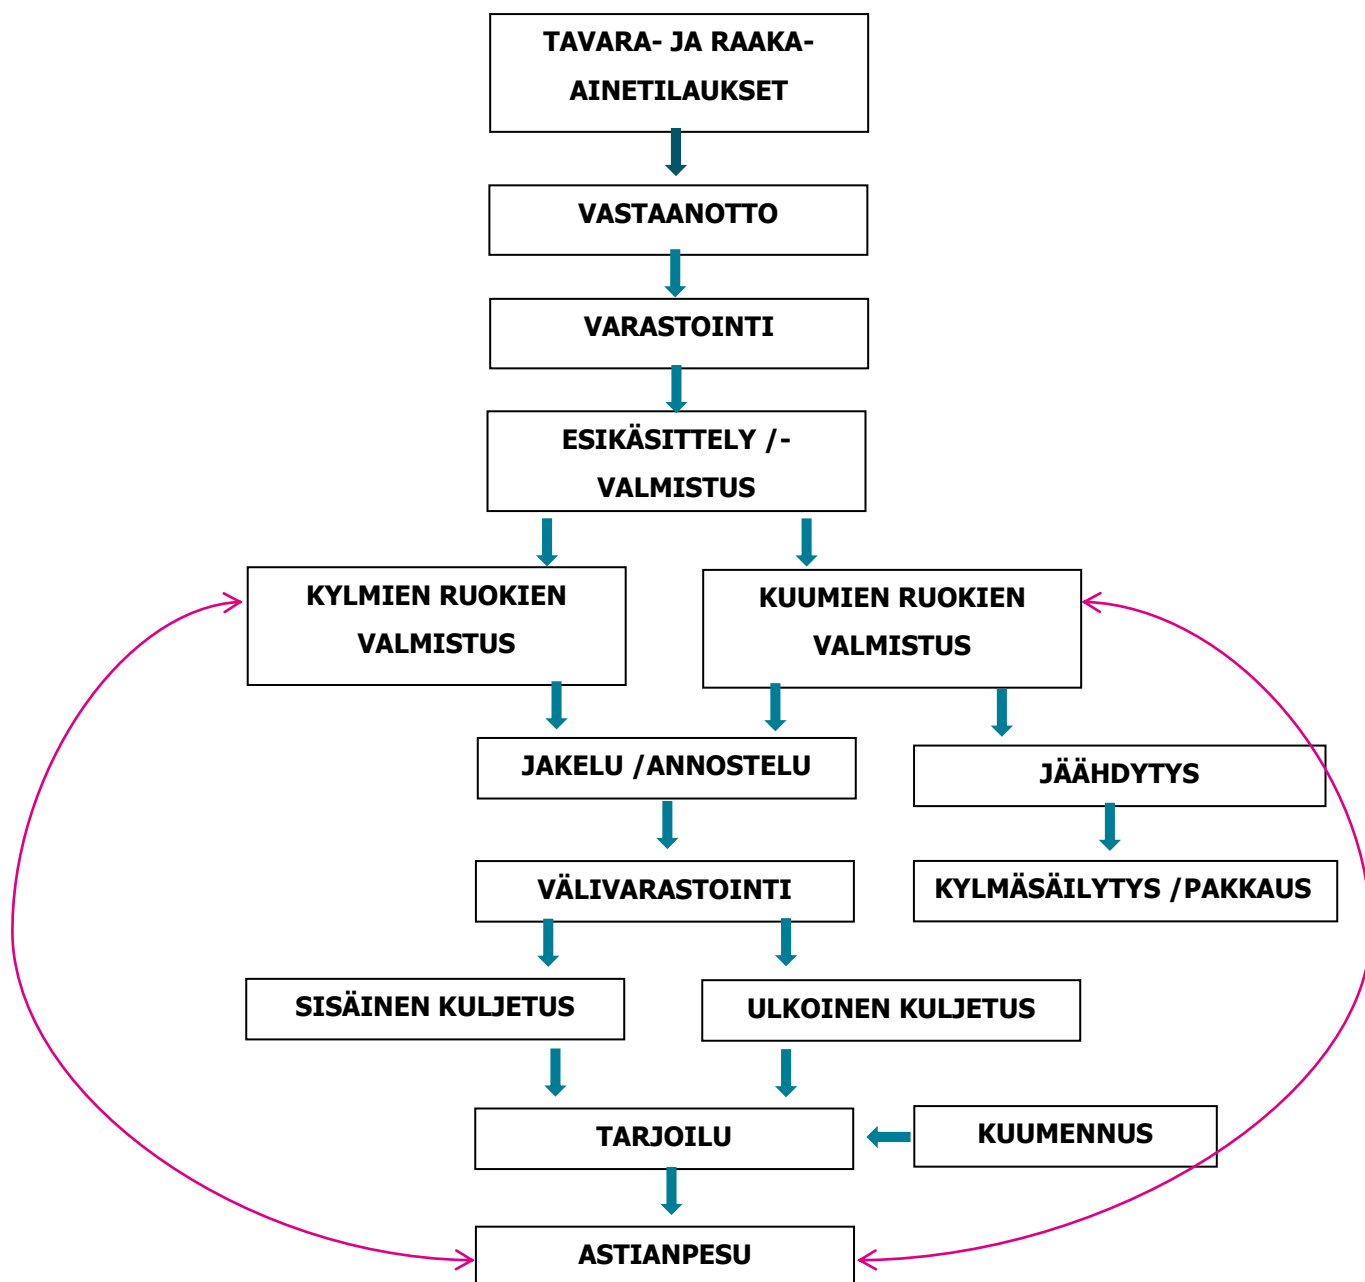 TAVARA- JA RAAKA-
AINETILAUKSET
VASTAANOTTO
VARASTOINTI
ESIKÄSITTELY /-
VALMISTUS
KYLMIEN RUOKIEN
VALMISTUS
KUUMIEN RUOKIEN
VALMISTUS
JAKELU /ANNOSTELU
JÄÄHDYTYS
VÄLIVARASTOINTI
KYLMÄSÄILYTYS /PAKKAUS
SISÄINEN KULJETUS
ULKOINEN KULJETUS
TARJOILU
KUUMENNUS
ASTIANPESU